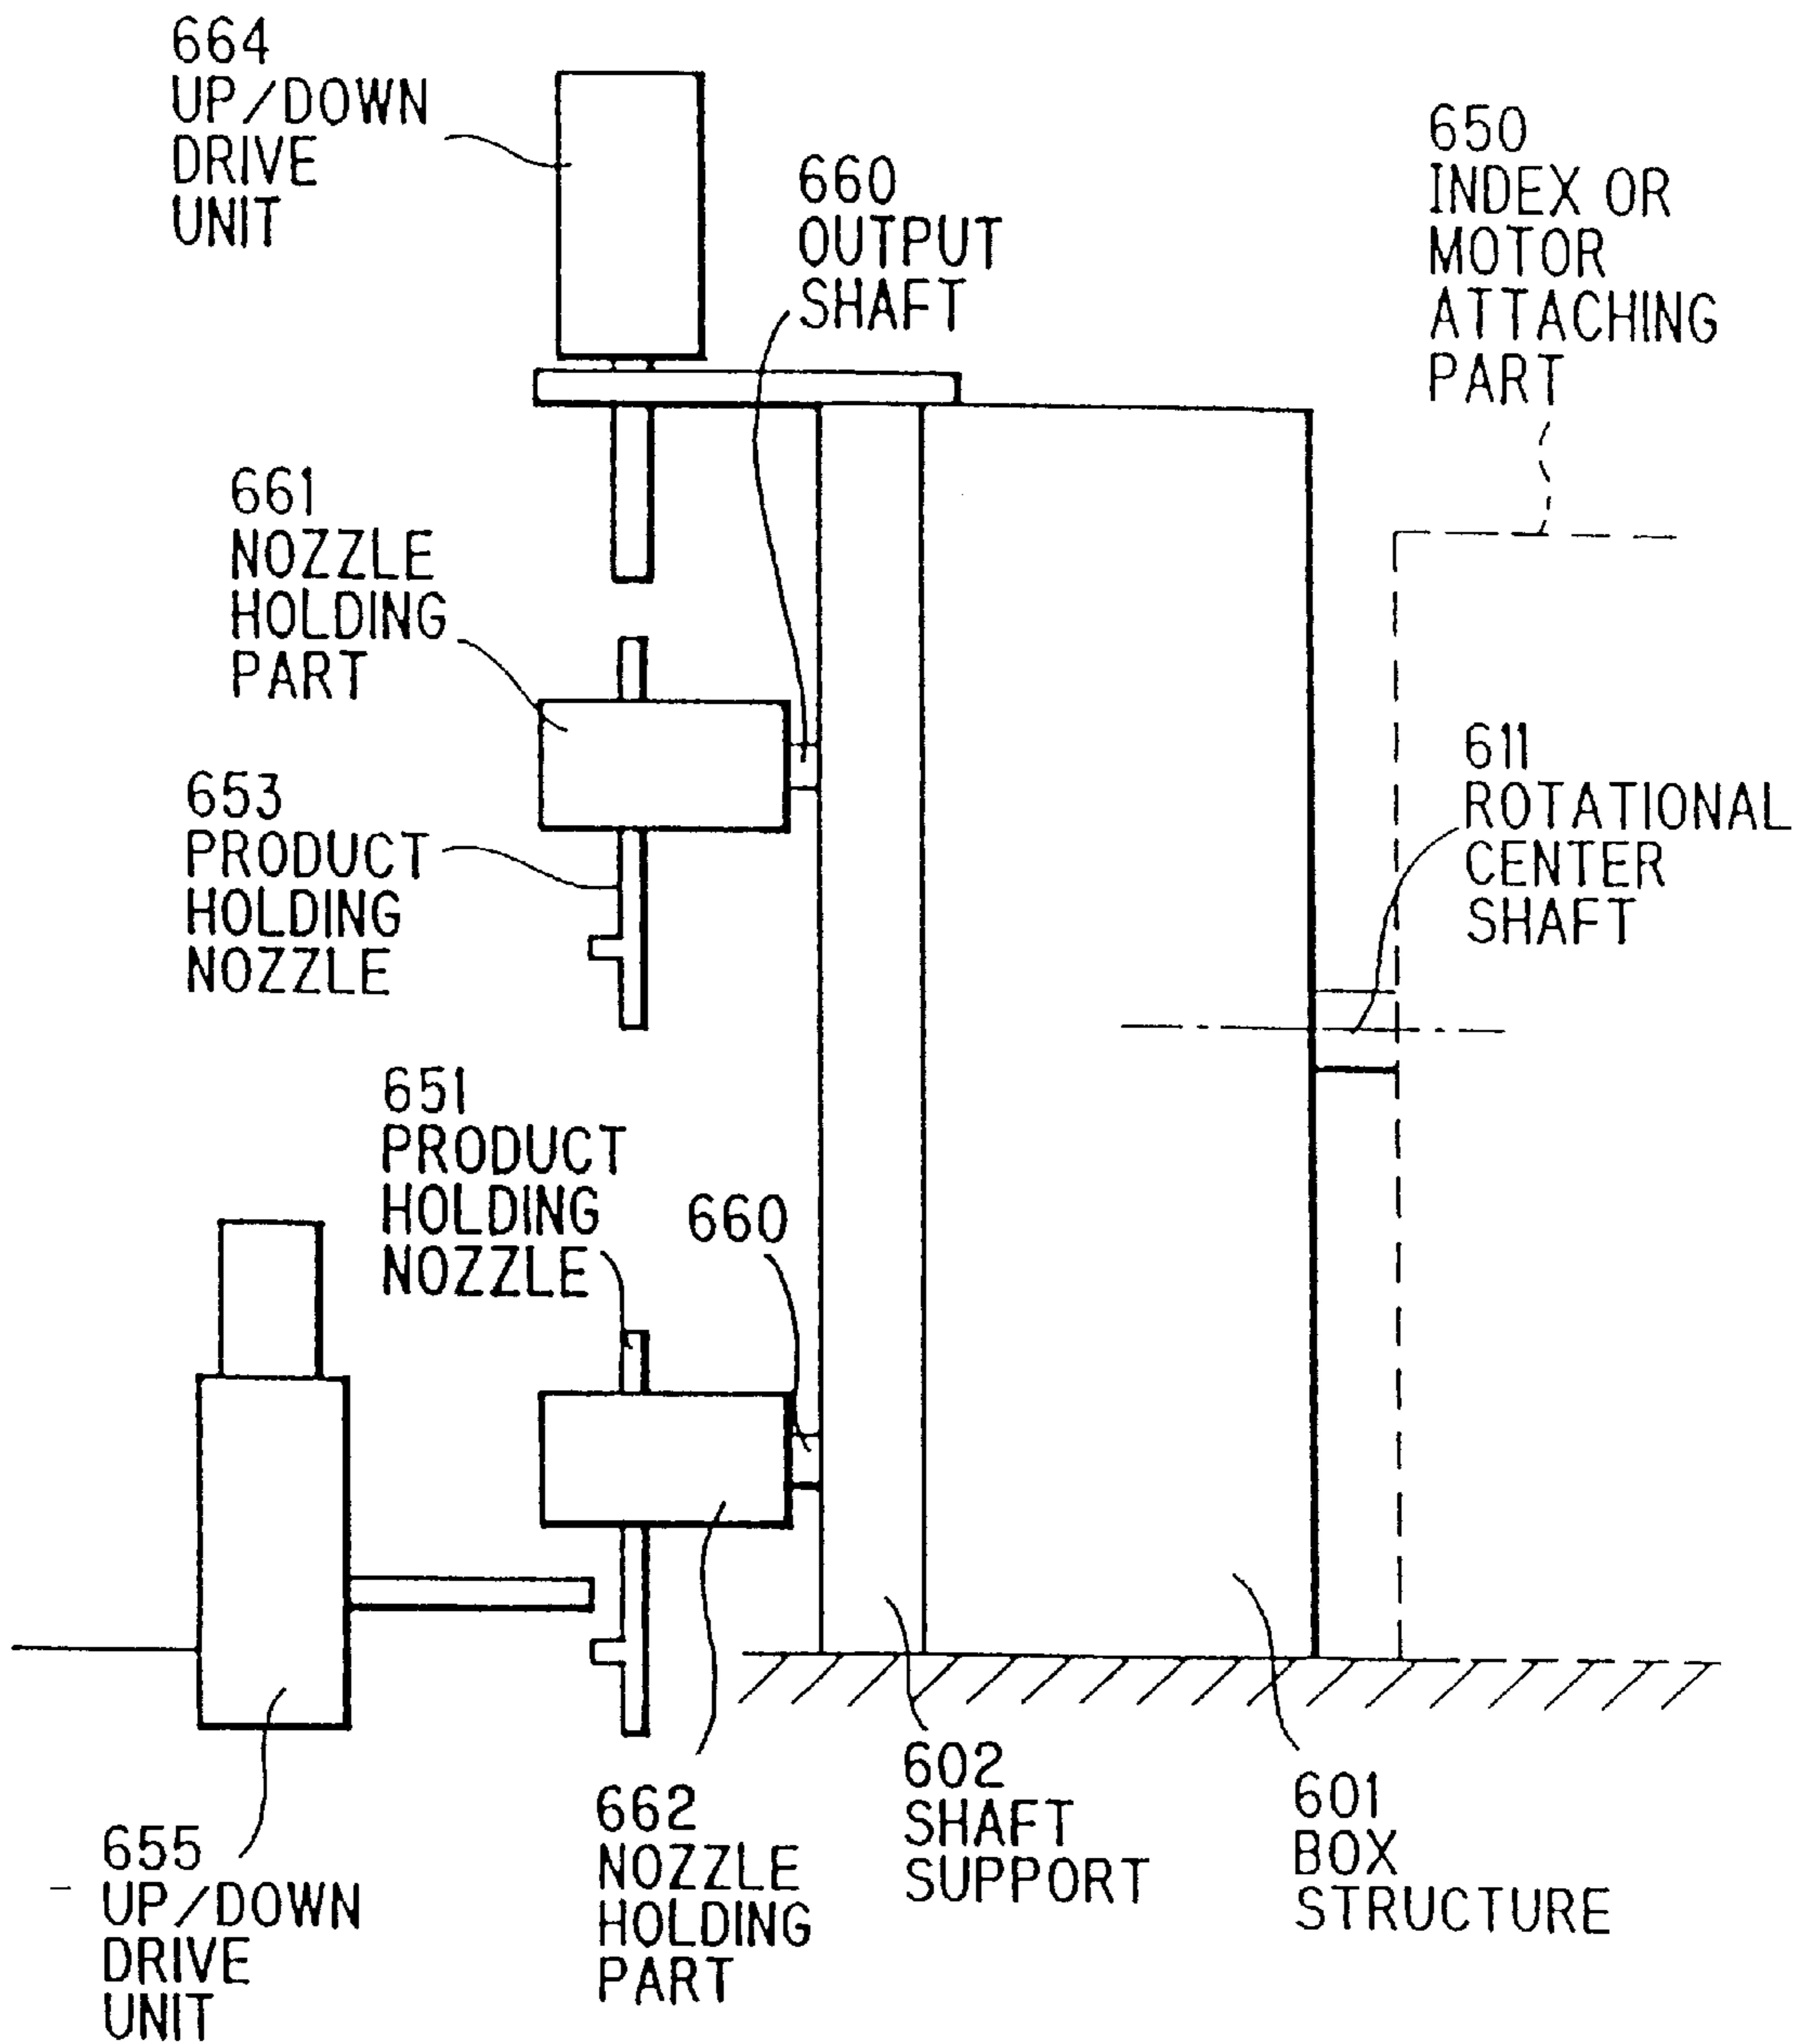 664
UP/DOWN
DRIVE
UNIT
660
OUTPUT
SHAFT
650
INDEX OR
MOTOR
ATTACHING
PART
661
NOZZLE
HOLDING
PART
653
PRODUCT
HOLDING
NOZZLE
611
ROTATIONAL
CENTER
SHAFT
651
PRODUCT
HOLDING
NOZZLE
660
655
UP/DOWN
DRIVE
UNIT
662
NOZZLE
HOLDING
PART
602
SHAFT
SUPPORT
601
BOX
STRUCTURE